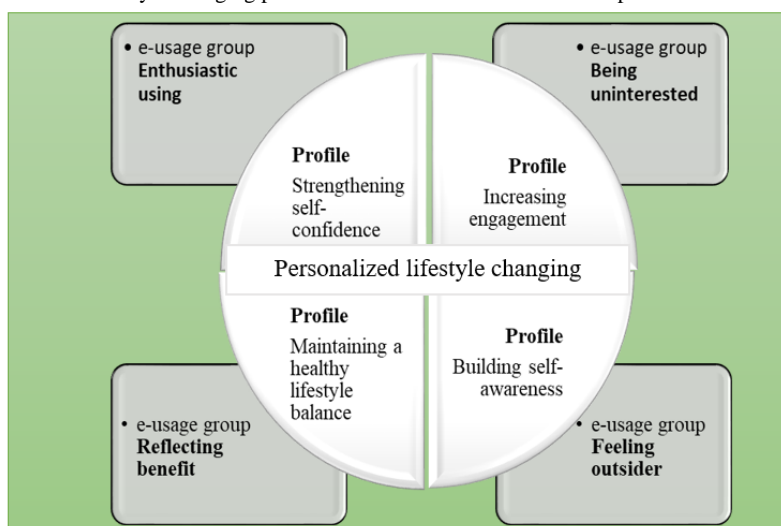 • e-usage group
Enthusiastic
using
• e-usage group
Being
uninterested
Profile
Strengthening
self-
confidence
Profile
Increasing
engagement
Personalized lifestyle changing
Profile
Maintaining a
healthy
lifestyle
balance
Profile
Building self-
awareness
• e-usage group
Reflecting
benefit
• e-usage group
Feeling
outsider